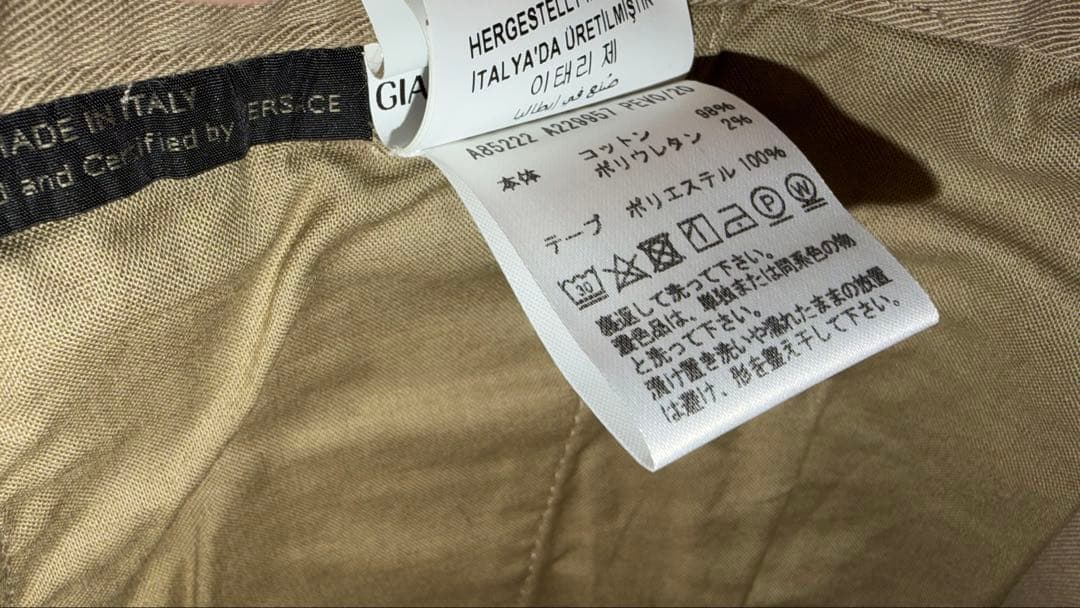 MADE IN ITALY
and Certified by VERSACE
GIA
HERGESTELLT
ITALYA'DA ÜRETİLMİŞTİR
이태리 제
صنع في إيطاليا
A85222 A229957 PEV0/20
本体 コットン 98%
ポリウレタン 2%
テープ ポリエステル 100%
30 P W
裏返して洗って下さい。
濃色品は、単独または同系色の物
と洗って下さい。
漬け置き洗いや濡れたままの放置
は避け、形を整え干して下さい。